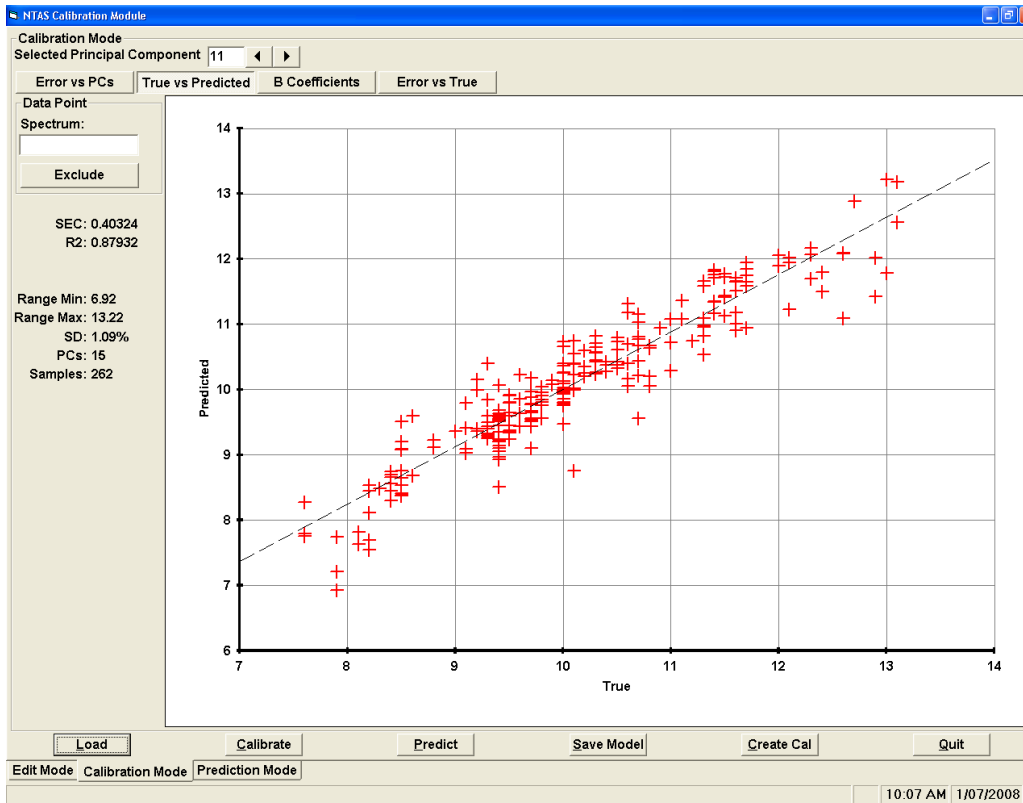 NTAS Calibration Module
Calibration Mode
Selected Principal Component 11
Error vs PCs True vs Predicted B Coefficients Error vs True
Data Point
Spectrum:
Exclude
SEC: 0.40324
R2: 0.87932
Range Min: 6.92
Range Max: 13.22
SD: 1.09%
PCs: 15
Samples: 262
14
13
12
11
10
9
8
7
6
Predicted
7 8 9 10 11 12 13 14
True
Load Calibrate Predict Save Model Create Cal Quit
Edit Mode Calibration Mode Prediction Mode
10:07 AM 1/07/2008